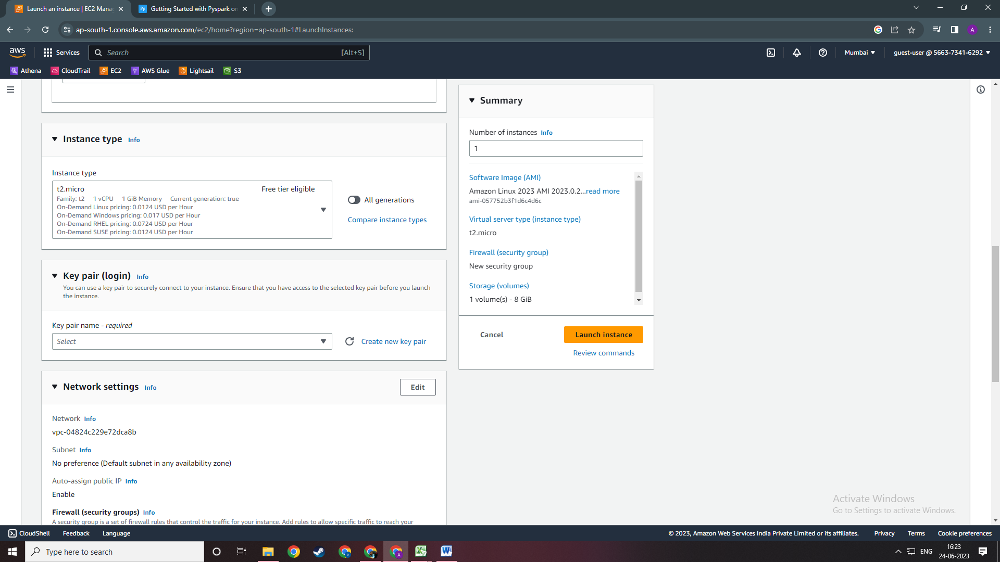 Launch an instance | EC2 Mana
Getting Started with Pyspark on
ap-south-1.console.aws.amazon.com/ec2/home?region=ap-south-1#LaunchInstances:
A
aws
Services
Search
[Alt+S]
Mumbai
guest-user @ 5663-7341-6292
Athena
CloudTrail
EC2
AWS Glue
Lightsail
S3
Instance type Info
Instance type
t2.micro
Free tier eligible
Family: t2 1 vCPU 1 GiB Memory Current generation: true
On-Demand Linux pricing: 0.0124 USD per Hour
On-Demand Windows pricing: 0.017 USD per Hour
On-Demand RHEL pricing: 0.0724 USD per Hour
On-Demand SUSE pricing: 0.0124 USD per Hour
All generations
Compare instance types
Key pair (login) Info
You can use a key pair to securely connect to your instance. Ensure that you have access to the selected key pair before you launch
the instance.
Key pair name - required
Select
Create new key pair
Network settings Info
Edit
Network Info
vpc-04824c229e72dca8b
Subnet Info
No preference (Default subnet in any availability zone)
Auto-assign public IP Info
Enable
Firewall (security groups) Info
A security group is a set of firewall rules that control the traffic for your instance. Add rules to allow specific traffic to reach your
Summary
Number of instances Info
1
Software Image (AMI)
Amazon Linux 2023 AMI 2023.0.2...read more
ami-057752b3f1d6c4d6c
Virtual server type (instance type)
t2.micro
Firewall (security group)
New security group
Storage (volumes)
1 volume(s) - 8 GiB
Cancel
Launch instance
Review commands
Activate Windows
Go to Settings to activate Windows.
CloudShell
Feedback
Language
© 2023, Amazon Web Services India Private Limited or its affiliates.
Privacy
Terms
Cookie preferences
Type here to search
ENG
16:23
24-06-2023